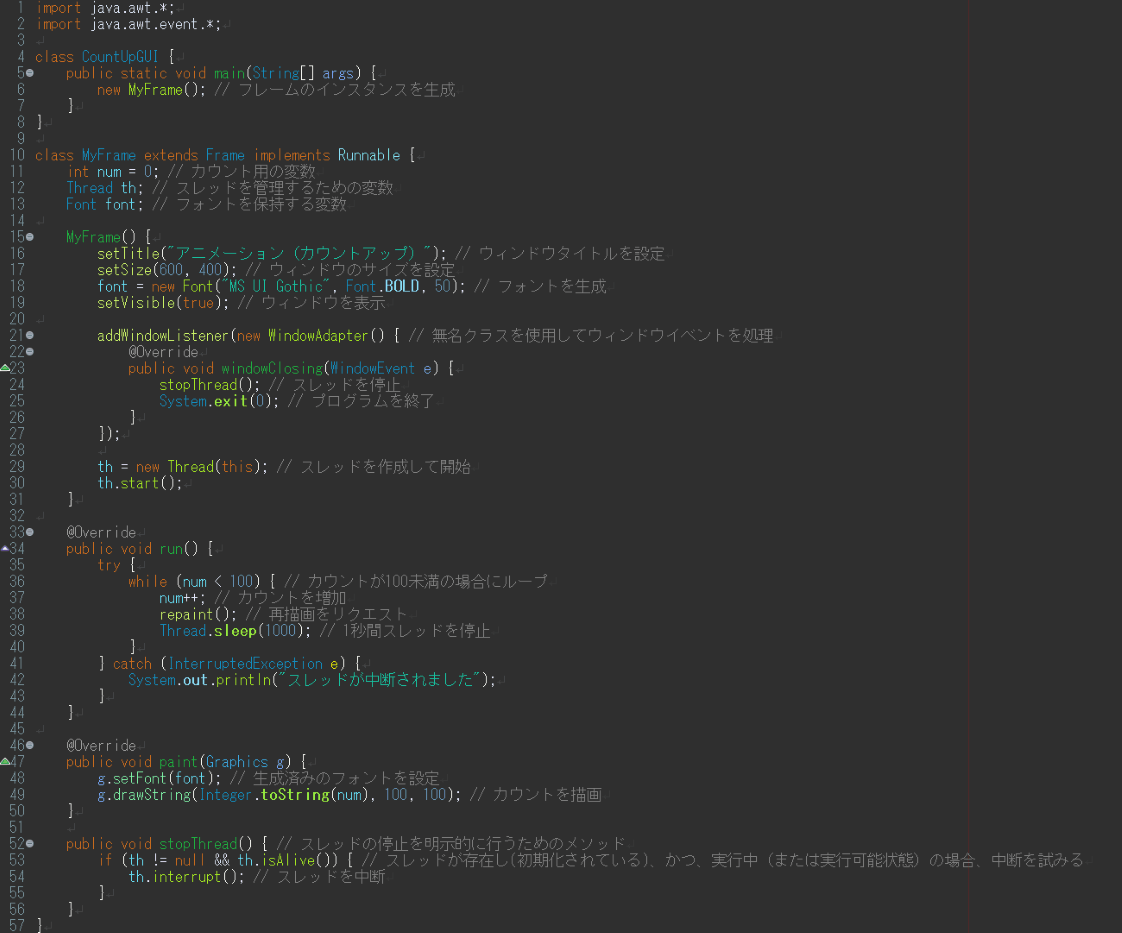 1 import java.awt.*;
2 import java.awt.event.*;
3
4 class CountUpGUI {
5 public static void main(String[] args) {
6 new MyFrame(); // フレームのインスタンスを生成
7 }
8 }
9
10 class MyFrame extends Frame implements Runnable {
11 int num = 0; // カウント用の変数
12 Thread th; // スレッドを管理するための変数
13 Font font; // フォントを保持する変数
14
15 MyFrame() {
16 setTitle("アニメーション（カウントアップ）"); // ウィンドウタイトルを設定
17 setSize(600, 400); // ウィンドウのサイズを設定
18 font = new Font("MS UI Gothic", Font.BOLD, 50); // フォントを生成
19 setVisible(true); // ウィンドウを表示
20
21 addWindowListener(new WindowAdapter() { // 無名クラスを使用してウィンドウイベントを処理
22 @Override
23 public void windowClosing(WindowEvent e) {
24 stopThread(); // スレッドを停止
25 System.exit(0); // プログラムを終了
26 }
27 });
28
29 th = new Thread(this); // スレッドを作成して開始
30 th.start();
31 }
32
33 @Override
34 public void run() {
35 try {
36 while (num < 100) { // カウントが100未満の場合にループ
37 num++; // カウントを増加
38 repaint(); // 再描画をリクエスト
39 Thread.sleep(1000); // 1秒間スレッドを停止
40 }
41 } catch (InterruptedException e) {
42 System.out.println("スレッドが中断されました");
43 }
44 }
45
46 @Override
47 public void paint(Graphics g) {
48 g.setFont(font); // 生成済みのフォントを設定
49 g.drawString(Integer.toString(num), 100, 100); // カウントを描画
50 }
51
52 public void stopThread() { // スレッドの停止を明示的に行うためのメソッド
53 if (th != null && th.isAlive()) { // スレッドが存在し(初期化されている)、かつ、実行中（または実行可能状態）の場合、中断を試みる
54 th.interrupt(); // スレッドを中断
55 }
56 }
57 }